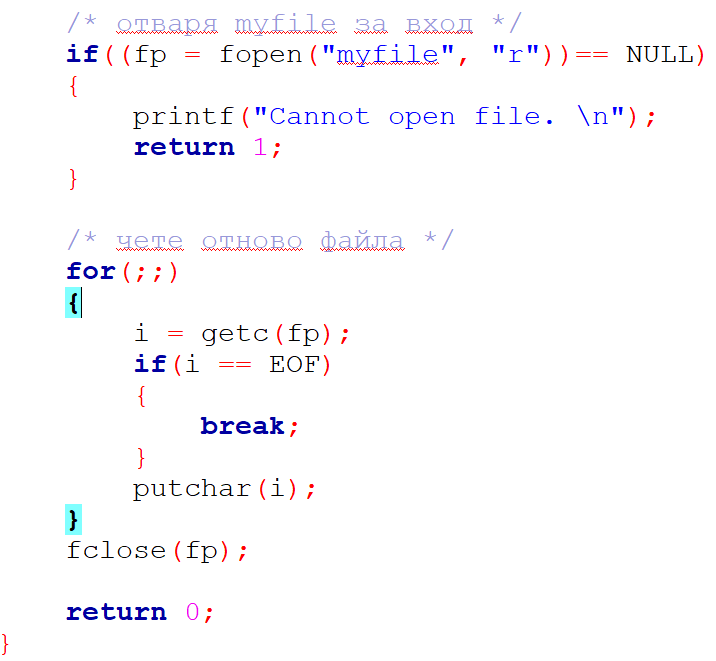 /* отваря myfile за вход */
if((fp = fopen("myfile", "r"))== NULL)
{
    printf("Cannot open file. \n");
    return 1;
}
/* чете отново файла */
for(;;)
{
    i = getc(fp);
    if(i == EOF)
    {
        break;
    }
    putchar(i);
}
fclose(fp);
return 0;
}